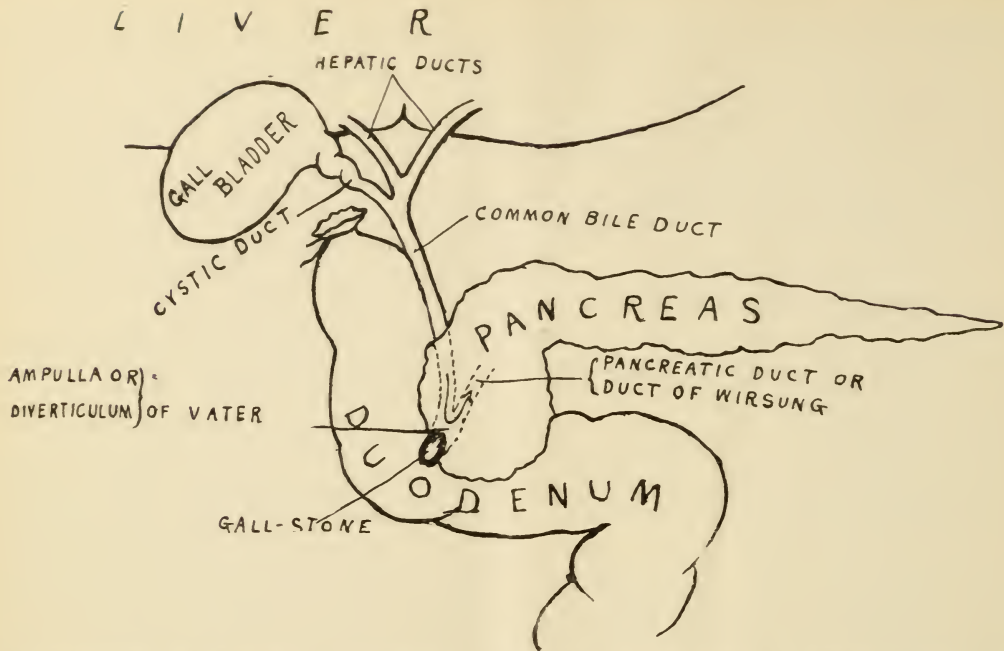 L I V E R
HEPATIC DUCTS
GALL
BLADDER
CYSTIC DUCT
COMMON BILE DUCT
PANCREAS
PANCREATIC DUCT OR
DUCT OF WIRSUNG
AMPULLA OR
DIVERTICULUM OF VATER
DUODENUM
GALL-STONE